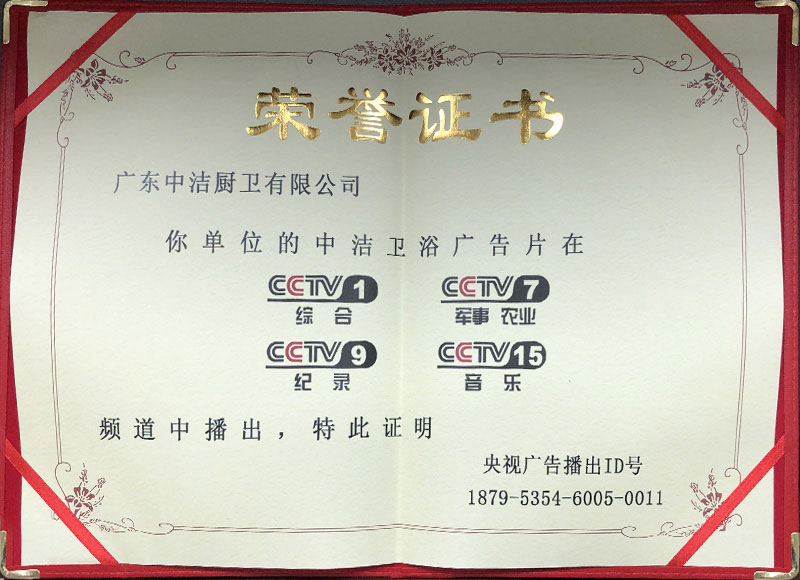 荣誉证书
广东中洁厨卫有限公司
你单位的中洁卫浴广告片在
CCTV 1 CCTV 7
综合 军事 农业
CCTV 9 CCTV 15
纪录 音乐
频道中播出，特此证明
央视广告播出ID号
1879-5354-6005-0011